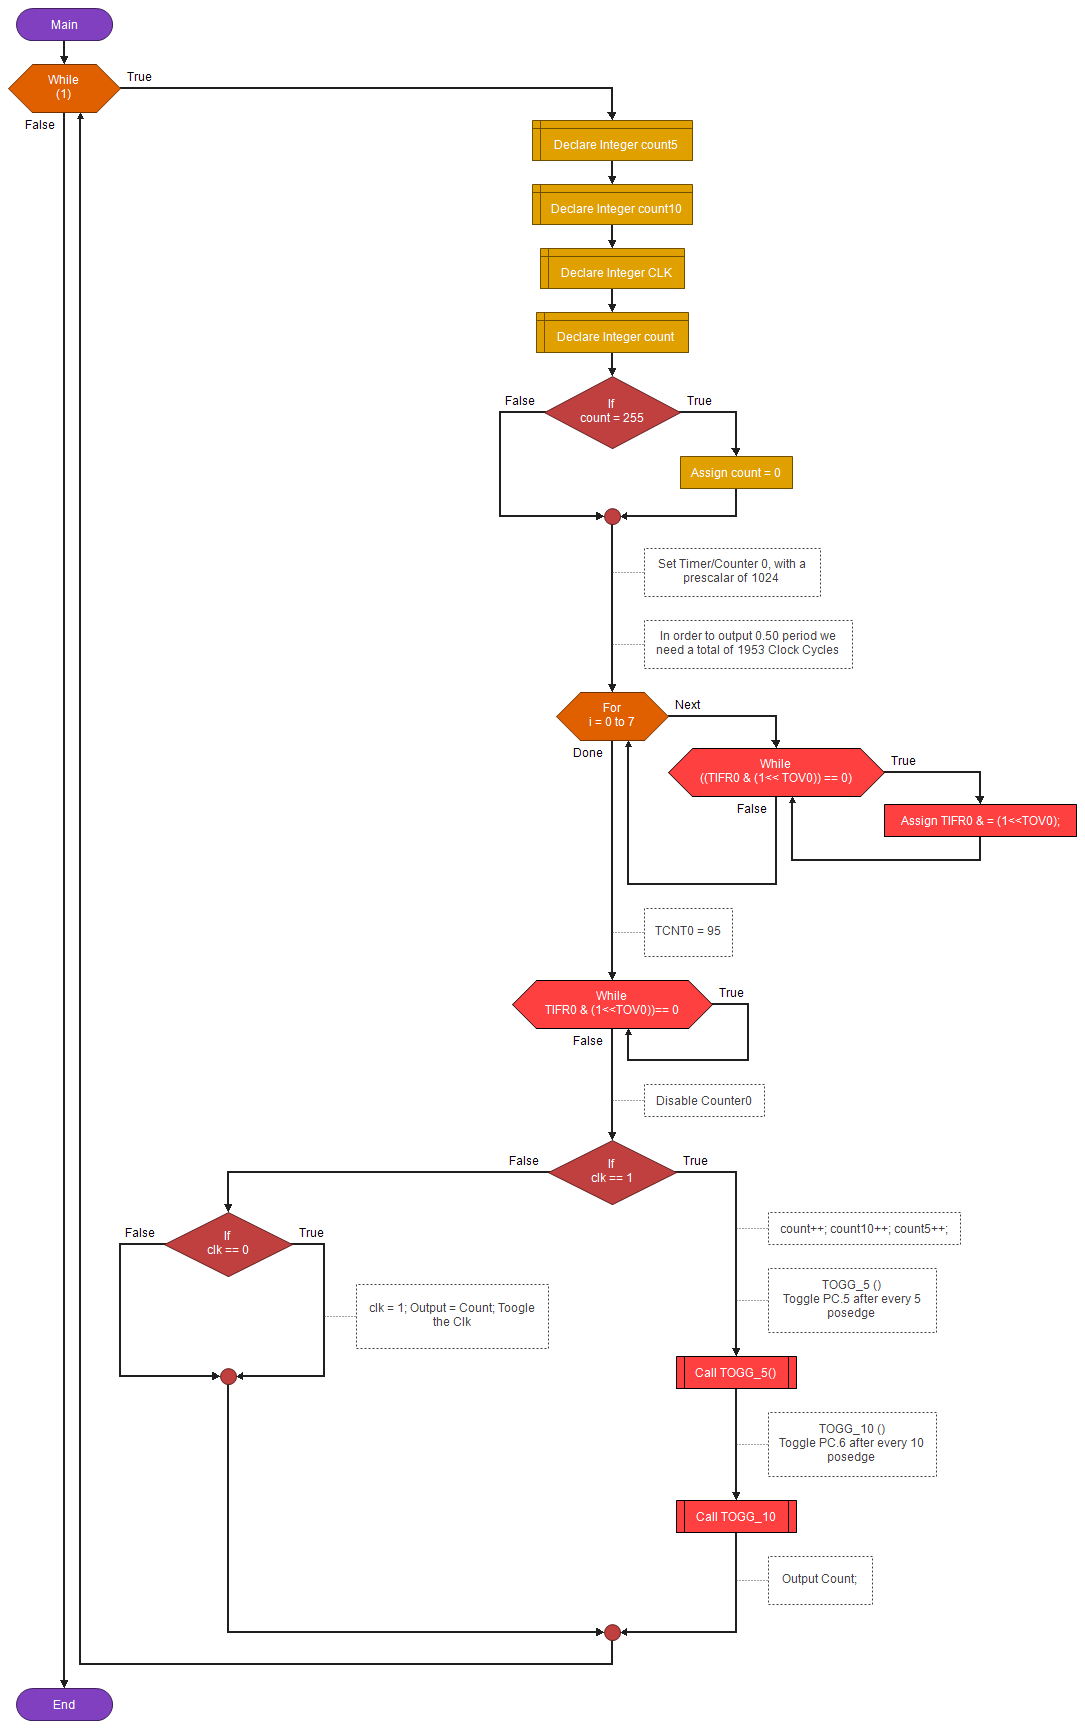 Main
While
(1)
True
False
Declare Integer count5
Declare Integer count10
Declare Integer CLK
Declare Integer count
False
If
count = 255
True
Assign count = 0
Set Timer/Counter 0, with a
prescalar of 1024
In order to output 0.50 period we
need a total of 1953 Clock Cycles
For
i = 0 to 7
Next
Done
While
((TIFR0 & (1<< TOV0)) == 0)
True
False
Assign TIFR0 & = (1<<TOV0);
TCNT0 = 95
While
TIFR0 & (1<<TOV0))== 0
True
False
Disable Counter0
False
If
clk == 1
True
False
If
clk == 0
True
count++; count10++; count5++;
clk = 1; Output = Count; Toogle
the Clk
TOGG_5 ()
Toggle PC.5 after every 5
posedge
Call TOGG_5()
TOGG_10 ()
Toggle PC.6 after every 10
posedge
Call TOGG_10
Output Count;
End